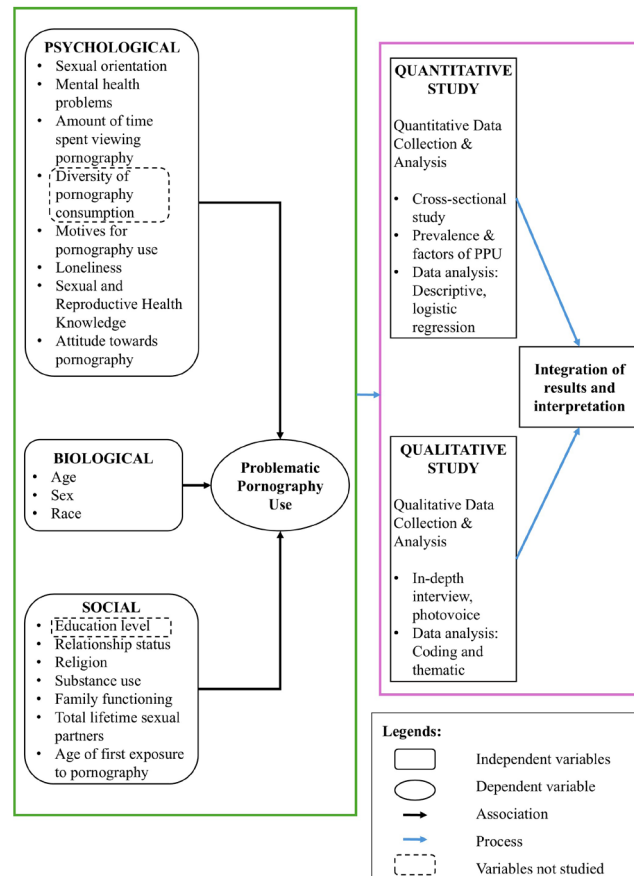 PSYCHOLOGICAL
• Sexual orientation
• Mental health
problems
• Amount of time
spent viewing
pornography
• Diversity of
pornography
consumption
• Motives for
pornography use
• Loneliness
• Sexual and
Reproductive Health
Knowledge
• Attitude towards
pornography
BIOLOGICAL
• Age
• Sex
• Race
SOCIAL
• Education level
• Relationship status
• Religion
• Substance use
• Family functioning
• Total lifetime sexual
partners
• Age of first exposure
to pornography
Problematic
Pornography
Use
QUANTITATIVE
STUDY
Quantitative Data
Collection &
Analysis
• Cross-sectional
study
• Prevalence &
factors of PPU
• Data analysis:
Descriptive,
logistic
regression
QUALITATIVE
STUDY
Qualitative Data
Collection &
Analysis
• In-depth
interview,
photovoice
• Data analysis:
Coding and
thematic
Integration of
results and
interpretation
Legends:
Independent variables
Dependent variable
Association
Process
Variables not studied